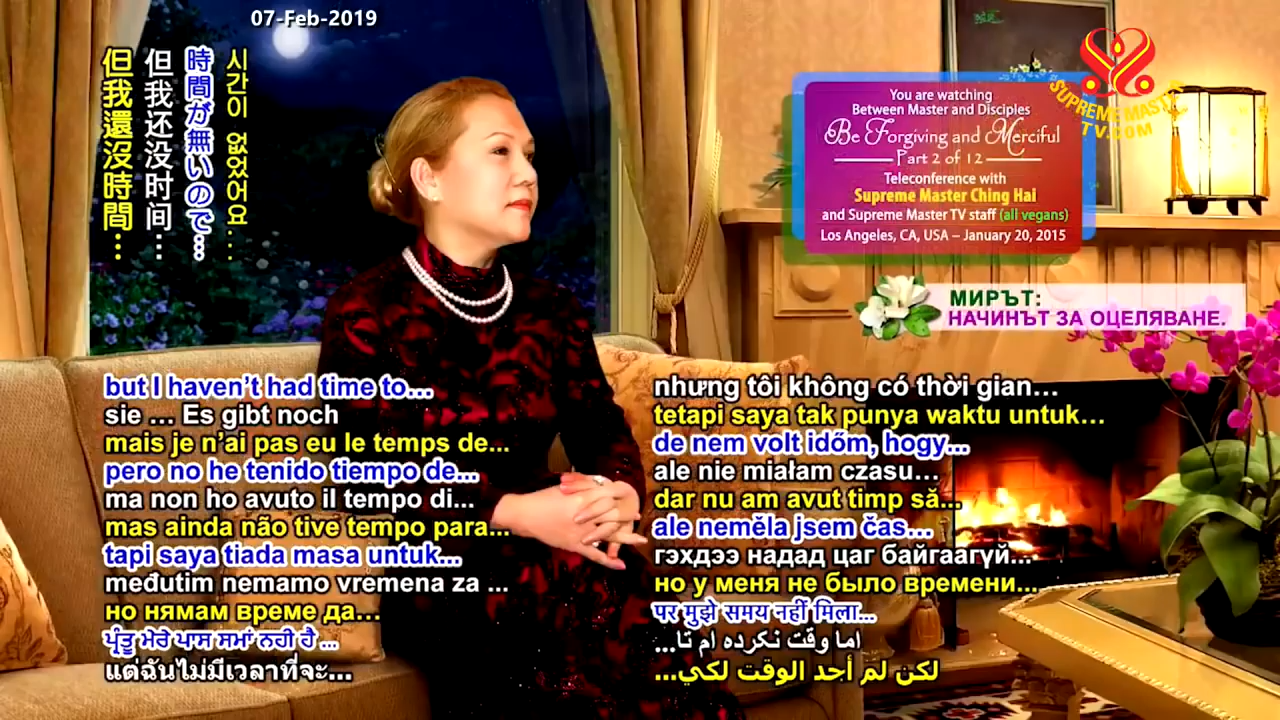 07-Feb-2019
시간이 없었어요...
時間が無いので…
但我还没时间…
但我還沒時間…
SUPREME MASTER
TV.COM
You are watching
Between Master and Disciples
Be Forgiving and Merciful
Part 2 of 12
Teleconference with
Supreme Master Ching Hai
and Supreme Master TV staff (all vegans)
Los Angeles, CA, USA – January 20, 2015
МИРЪТ:
НАЧИНЪТ ЗА ОЦЕЛЯВАНЕ.
but I haven’t had time to…
sie … Es gibt noch
mais je n’ai pas eu le temps de...
pero no he tenido tiempo de...
ma non ho avuto il tempo di...
mas ainda não tive tempo para...
tapi saya tiada masa untuk...
međutim nemamo vremena za ...
но нямам време да…
ਪ੍ਰੰਤੂ ਮੇਰੇ ਪਾਸ ਸਮਾਂ ਨਹੀ ਹੈ ...
แต่ฉันไม่มีเวลาที่จะ...
nhưng tôi không có thời gian…
tetapi saya tak punya waktu untuk…
de nem volt időm, hogy...
ale nie miałam czasu…
dar nu am avut timp să...
ale neměla jsem čas...
гэхдээ надад цаг байгаагүй...
но у меня не было времени...
पर मुझे समय नहीं मिला...
اما وقت نکرده ام تا...
لكن لم أجد الوقت لكي...